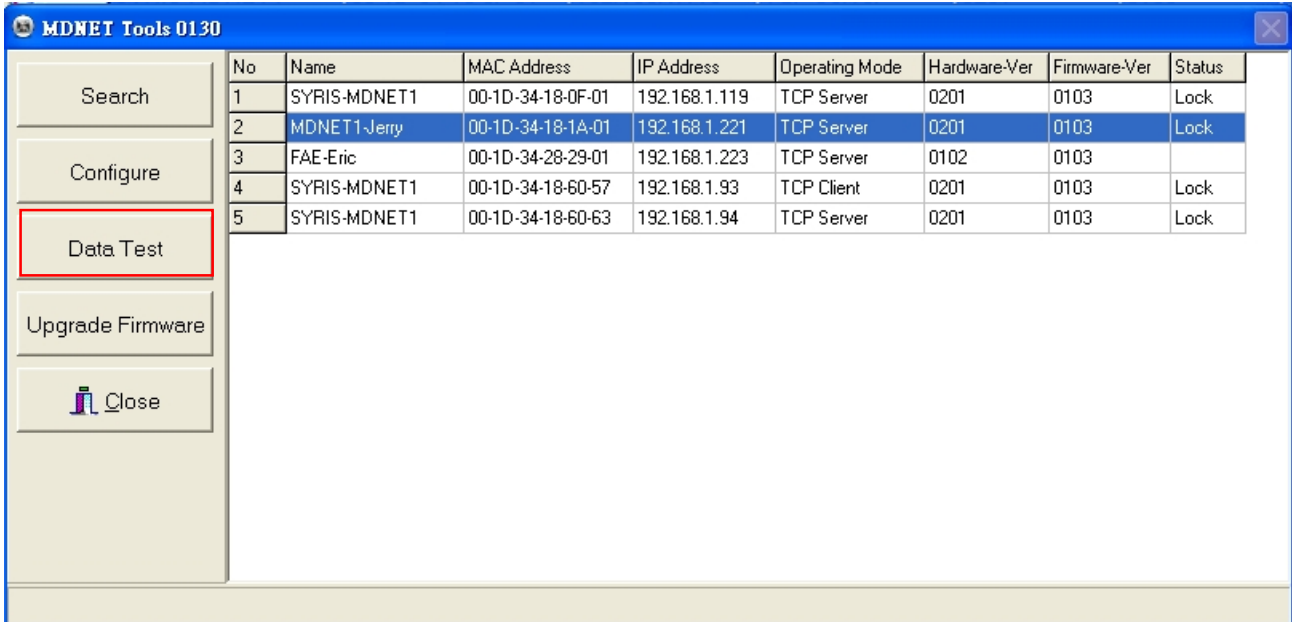 MDNET Tools 0130
Search
Configure
Data Test
Upgrade Firmware
Close
No Name MAC Address IP Address Operating Mode Hardware-Ver Firmware-Ver Status
1 SYRIS-MDNET1 00-1D-34-18-0F-01 192.168.1.119 TCP Server 0201 0103 Lock
2 MDNET1-Jerry 00-1D-34-18-1A-01 192.168.1.221 TCP Server 0201 0103 Lock
3 FAE-Eric 00-1D-34-28-29-01 192.168.1.223 TCP Server 0102 0103
4 SYRIS-MDNET1 00-1D-34-18-60-57 192.168.1.93 TCP Client 0201 0103 Lock
5 SYRIS-MDNET1 00-1D-34-18-60-63 192.168.1.94 TCP Server 0201 0103 Lock